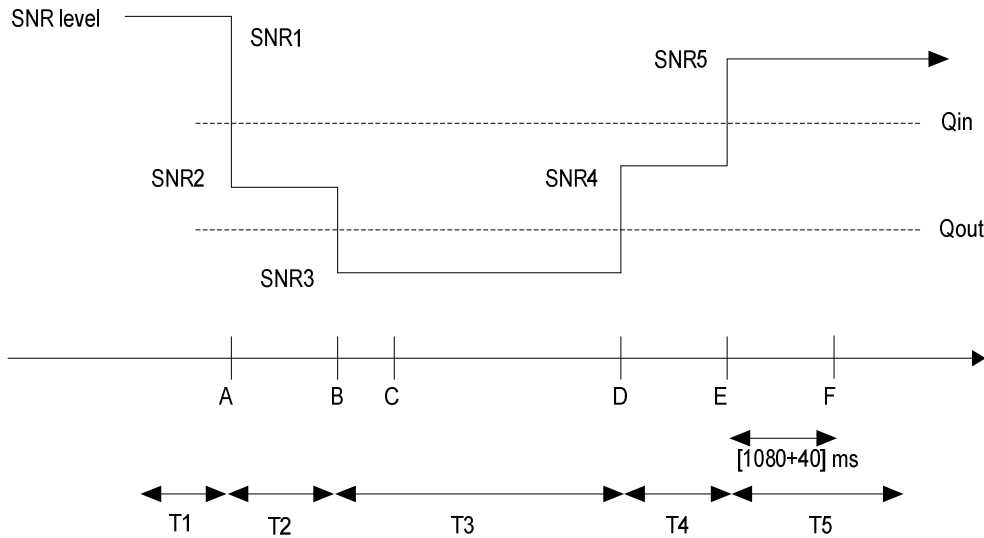 SNR level
SNR1
SNR5
Qin
SNR2
SNR4
Qout
SNR3
A B C D E F
[1080+40] ms
T1 T2 T3 T4 T5